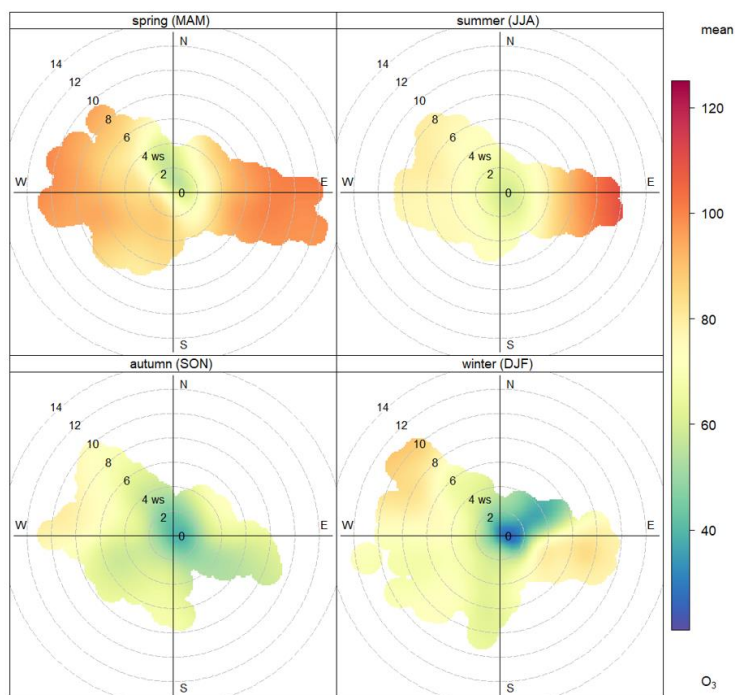 spring (MAM)
N
14
12
10
8
6
4 ws
2
0
W
E
S
summer (JJA)
N
14
12
10
8
6
4 ws
2
0
W
E
S
autumn (SON)
N
14
12
10
8
6
4 ws
2
0
W
E
S
winter (DJF)
N
14
12
10
8
6
4 ws
2
0
W
E
S
mean
120
100
80
60
40
O₃